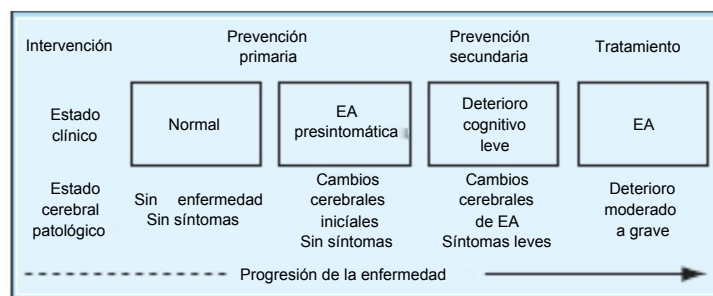 Intervención
Prevención
primaria
Prevención
secundaria
Tratamiento
Estado
clínico
Normal
EA
presintomática
Deterioro
cognitivo
leve
EA
Estado
cerebral
patológico
Sin enfermedad
Sin síntomas
Cambios
cerebrales
inicíales
Sin síntomas
Cambios
cerebrales
de EA
Síntomas leves
Deterioro
moderado
a grave
Progresión de la enfermedad